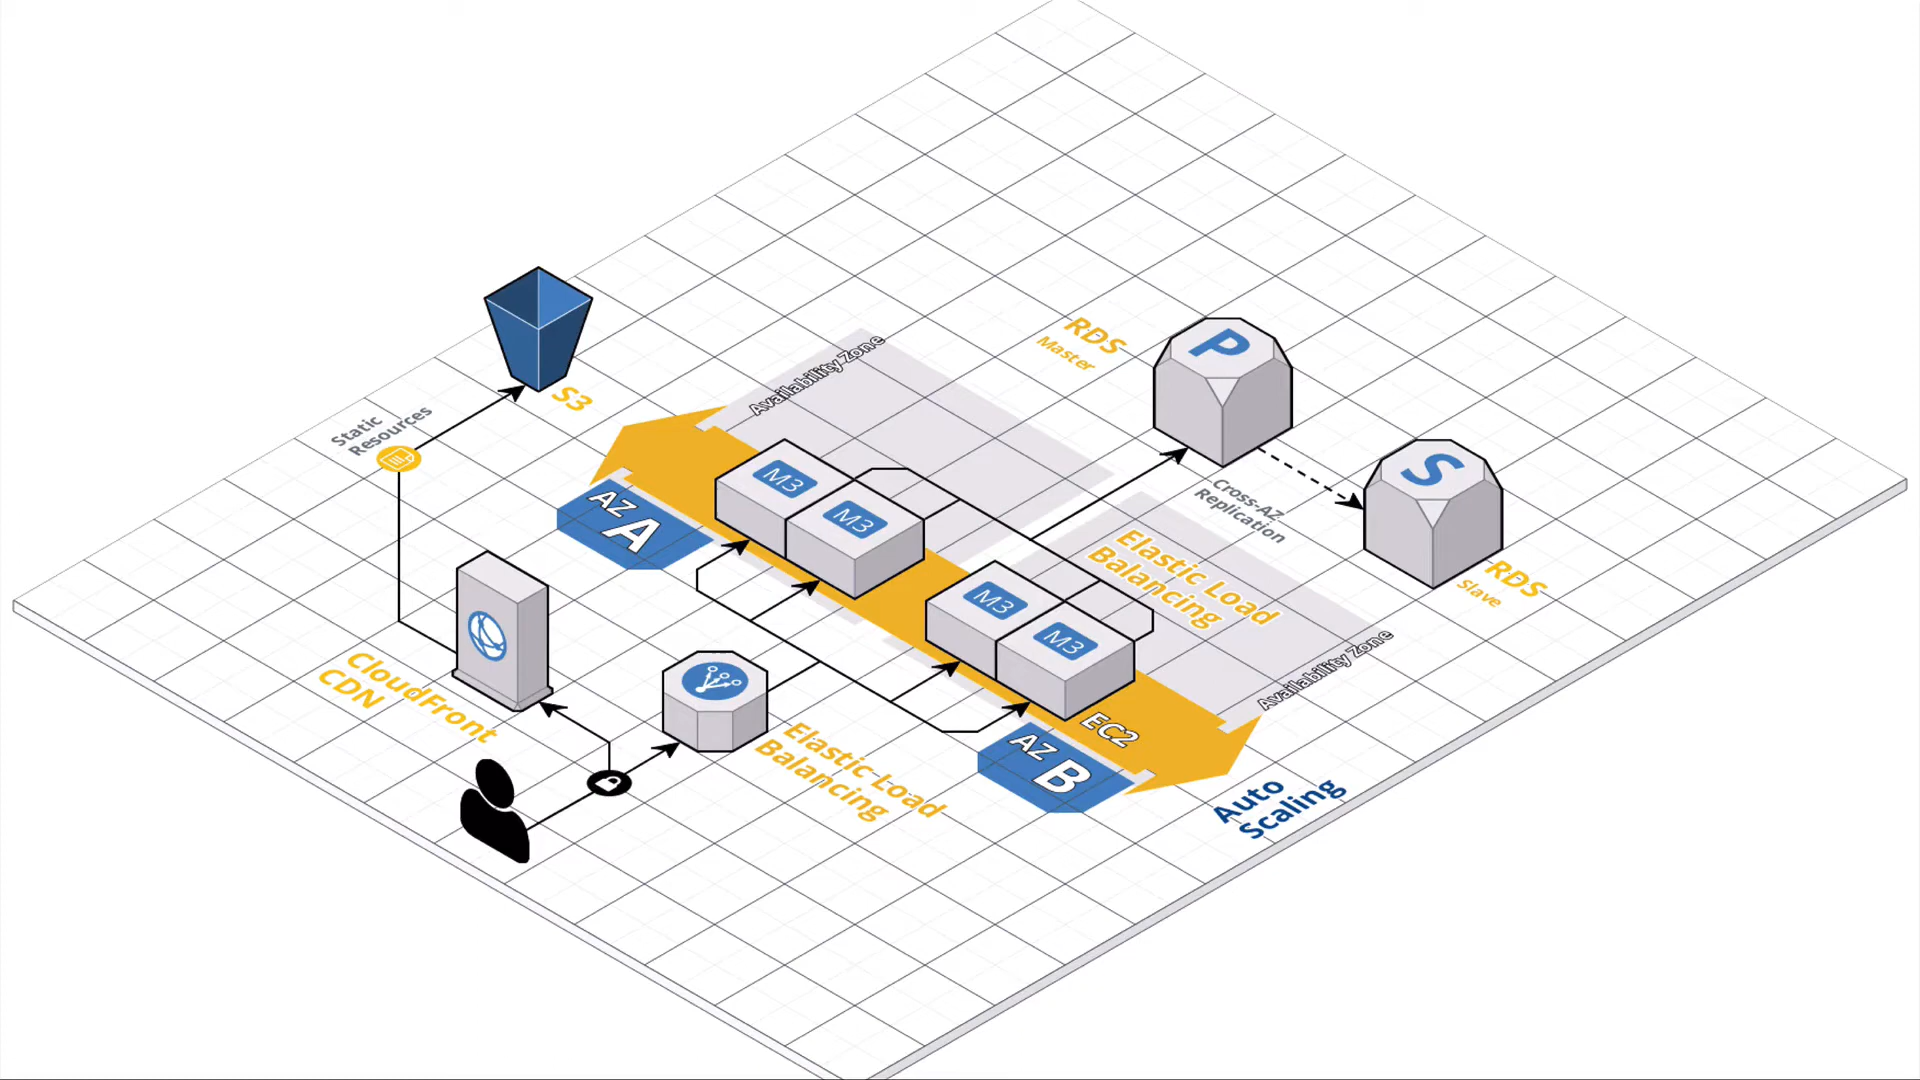 S3
Static
Resources
Availability Zone
RDS
Master
P
S
RDS
Slave
Cross-AZ
Replication
M3
M3
AZ
A
Elastic Load
Balancing
M3
M3
Availability Zone
CloudFront
CDN
Elastic Load
Balancing
EC2
AZ
B
Auto
Scaling